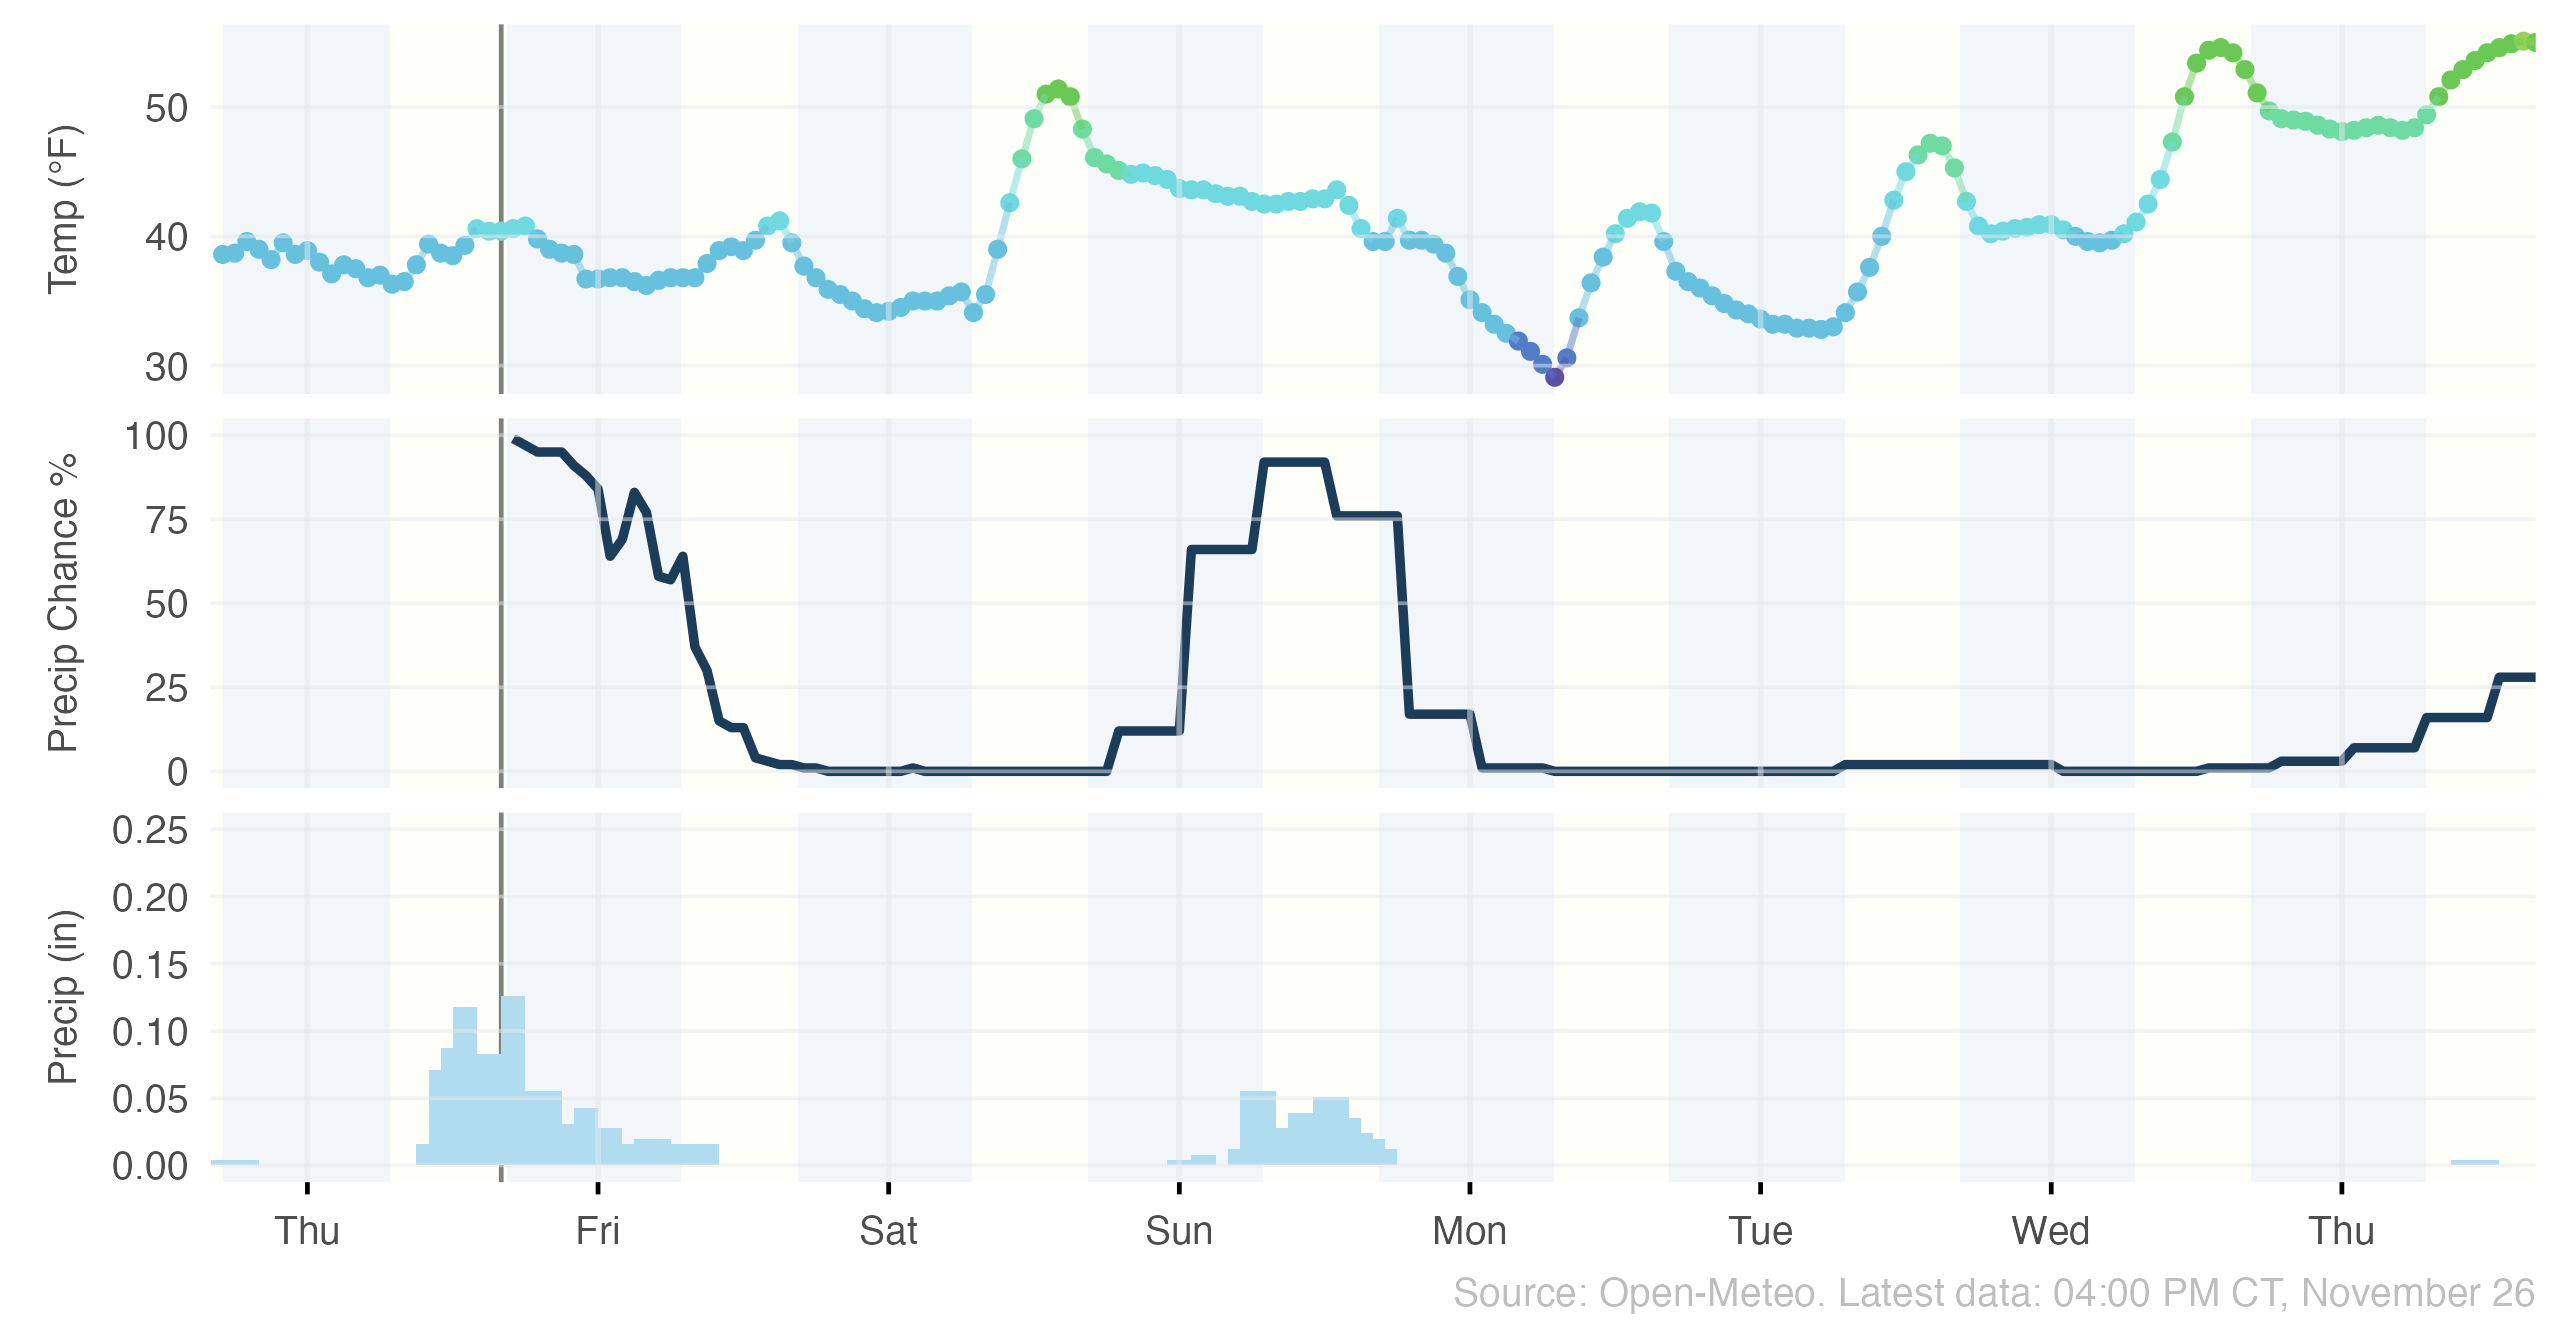 Temp (°F)
50
40
30
Precip Chance %
100
75
50
25
0
Precip (in)
0.25
0.20
0.15
0.10
0.05
0.00
Thu Fri Sat Sun Mon Tue Wed Thu
Source: Open-Meteo. Latest data: 04:00 PM CT, November 26